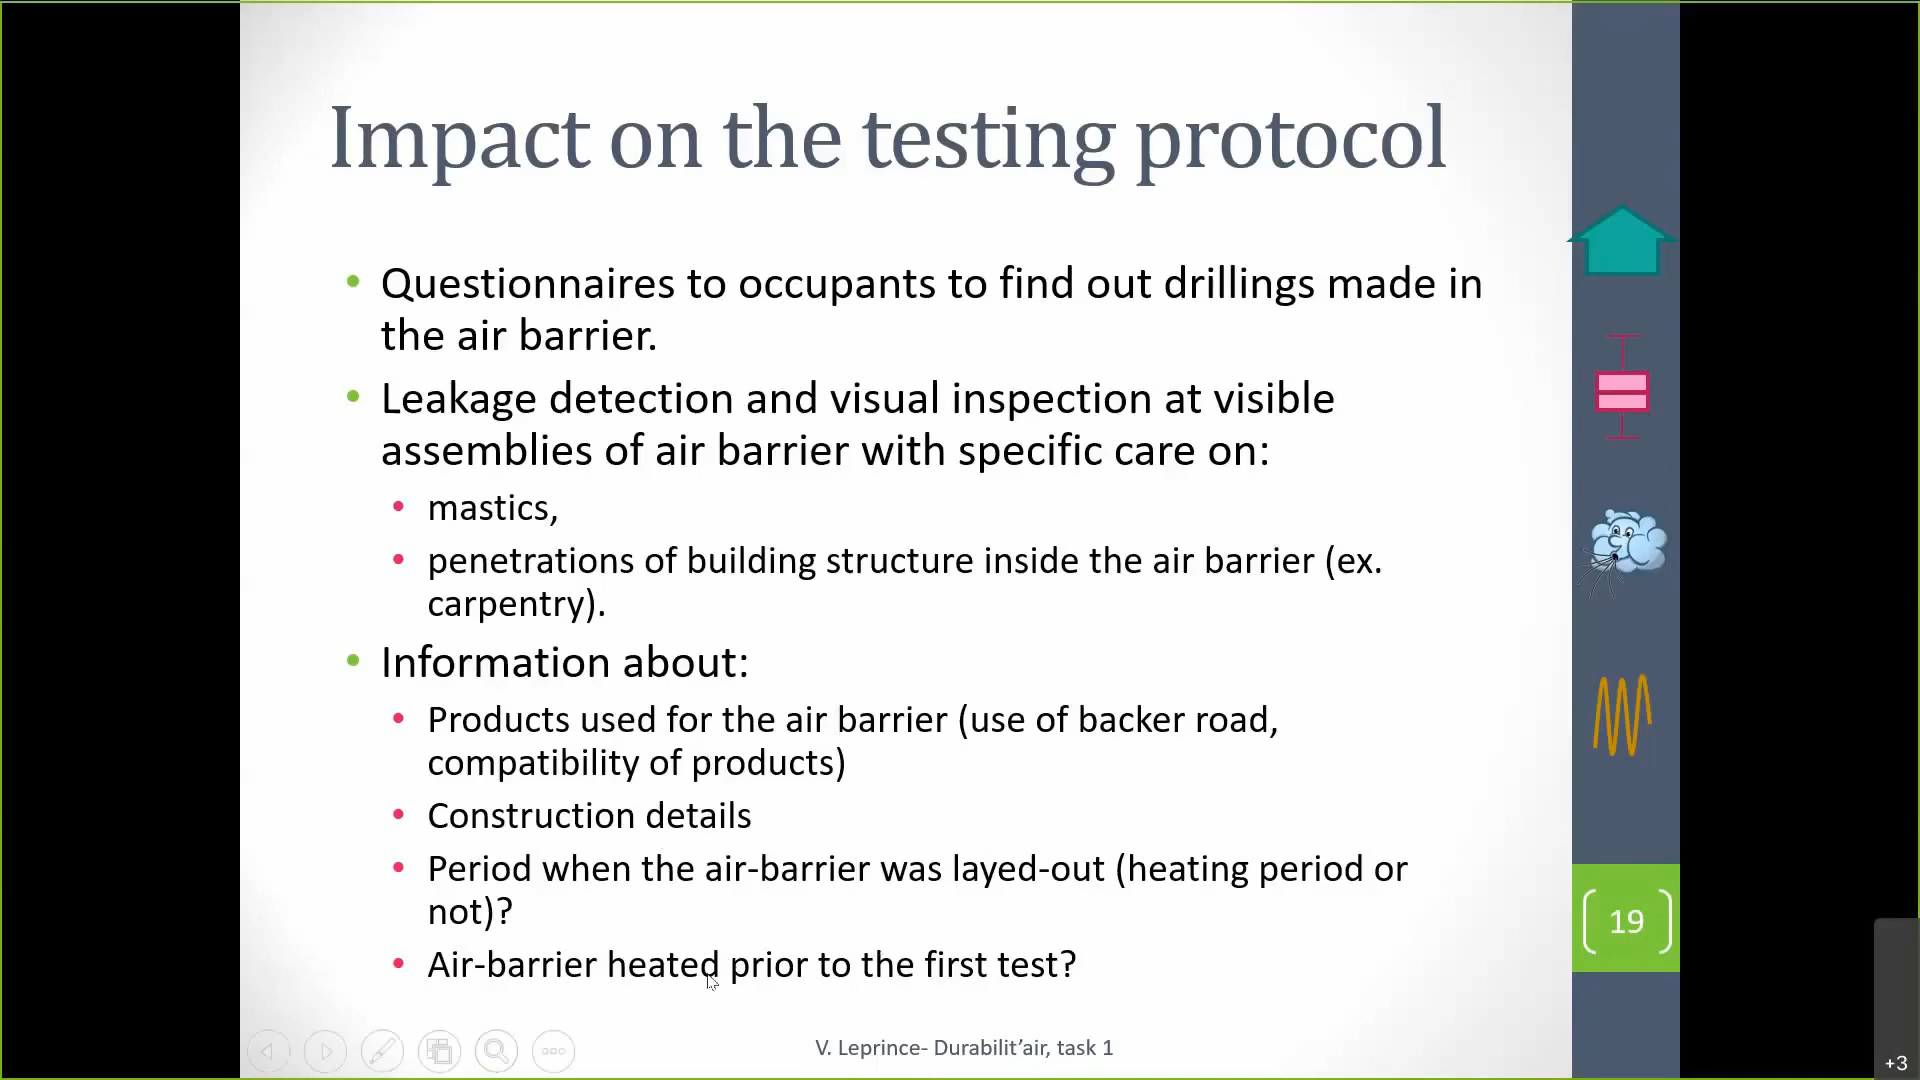 Impact on the testing protocol
• Questionnaires to occupants to find out drillings made in
the air barrier.
• Leakage detection and visual inspection at visible
assemblies of air barrier with specific care on:
• mastics,
• penetrations of building structure inside the air barrier (ex.
carpentry).
• Information about:
• Products used for the air barrier (use of backer road,
compatibility of products)
• Construction details
• Period when the air-barrier was layed-out (heating period or
not)?
• Air-barrier heated prior to the first test?
19
V. Leprince- Durabilit’air, task 1
+3